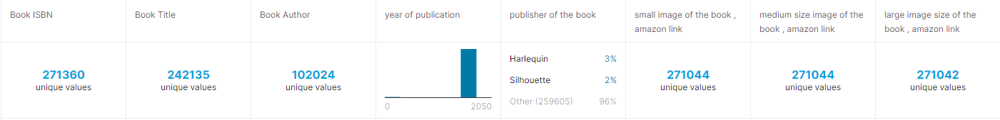 Book ISBN
Book Title
Book Author
year of publication
publisher of the book
small image of the book ,
amazon link
medium size image of the
book , amazon link
large image size of the
book , amazon link
271360
unique values
242135
unique values
102024
unique values
0 2050
Harlequin 3%
Silhouette 2%
Other (259605) 96%
271044
unique values
271044
unique values
271042
unique values